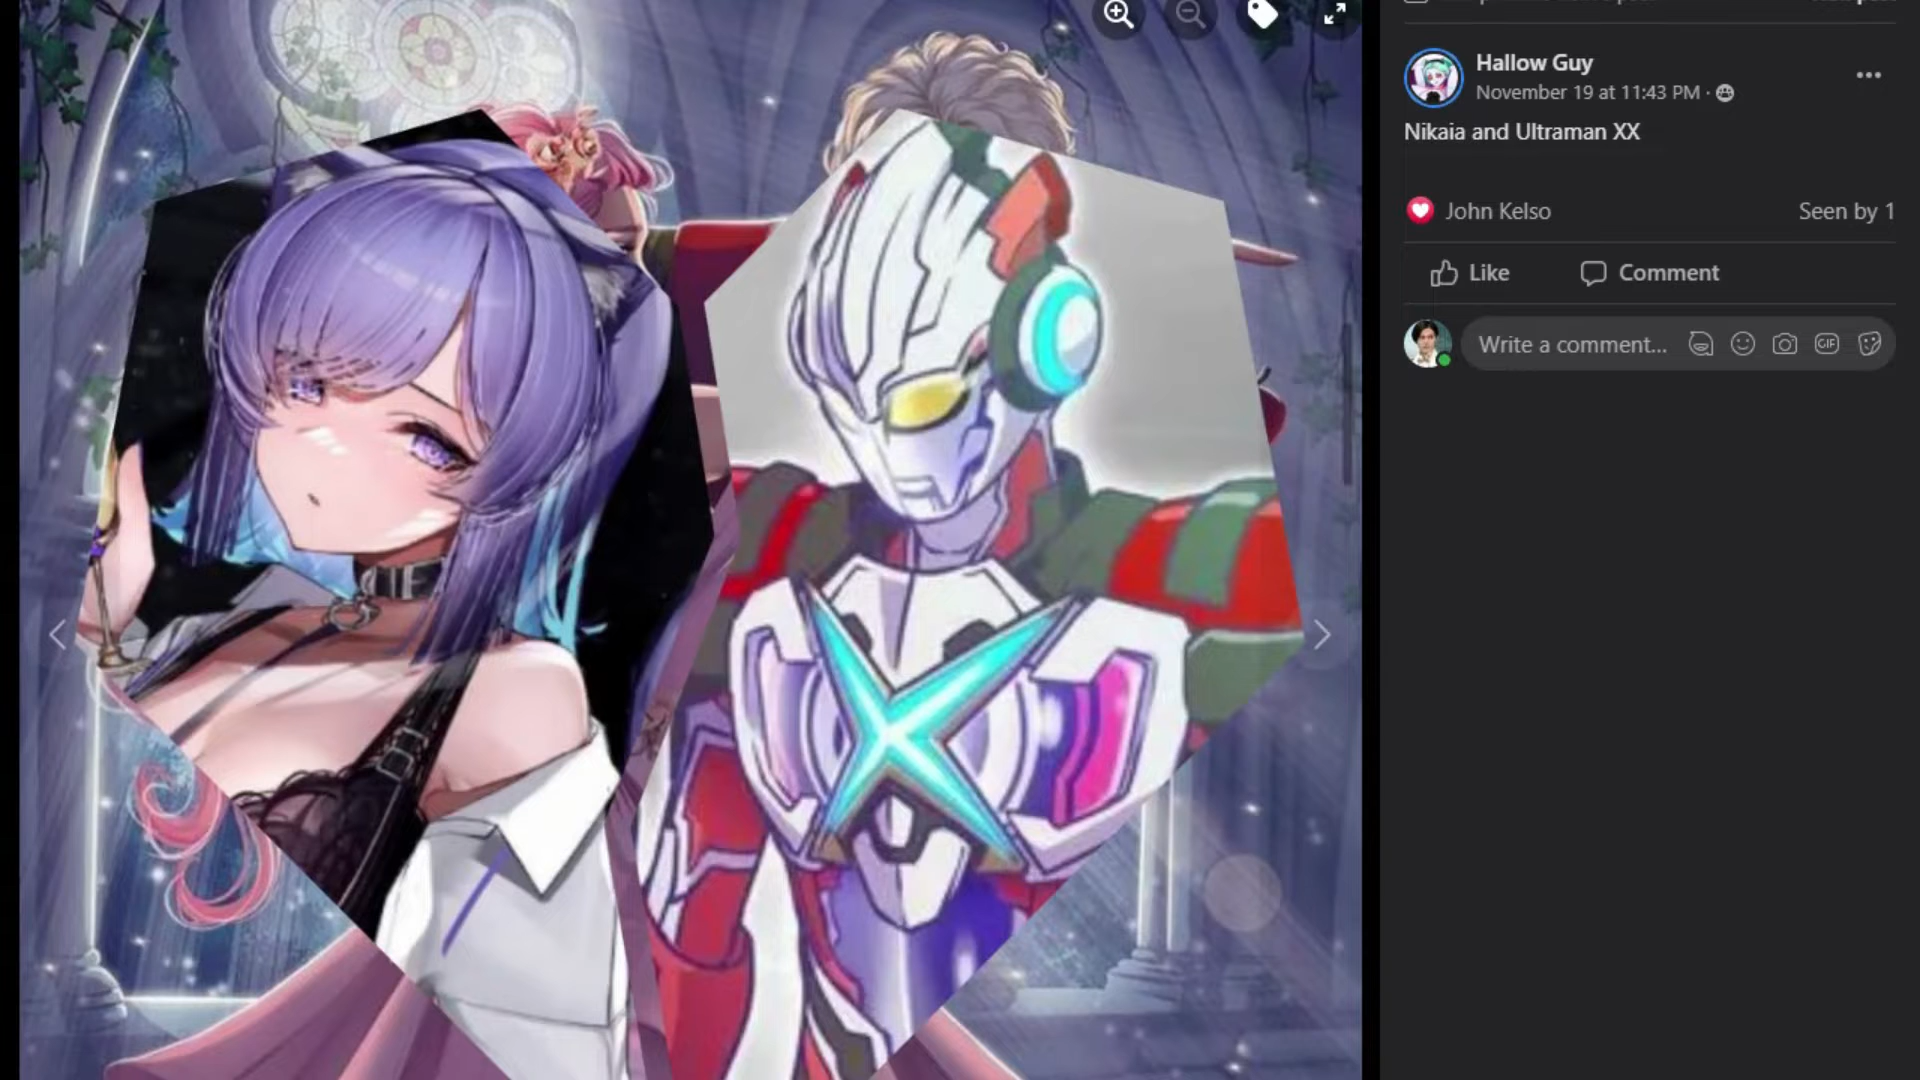 Hallow Guy
November 19 at 11:43 PM ·
Nikaia and Ultraman XX
John Kelso
Seen by 1
Like
Comment
Write a comment...
GIF